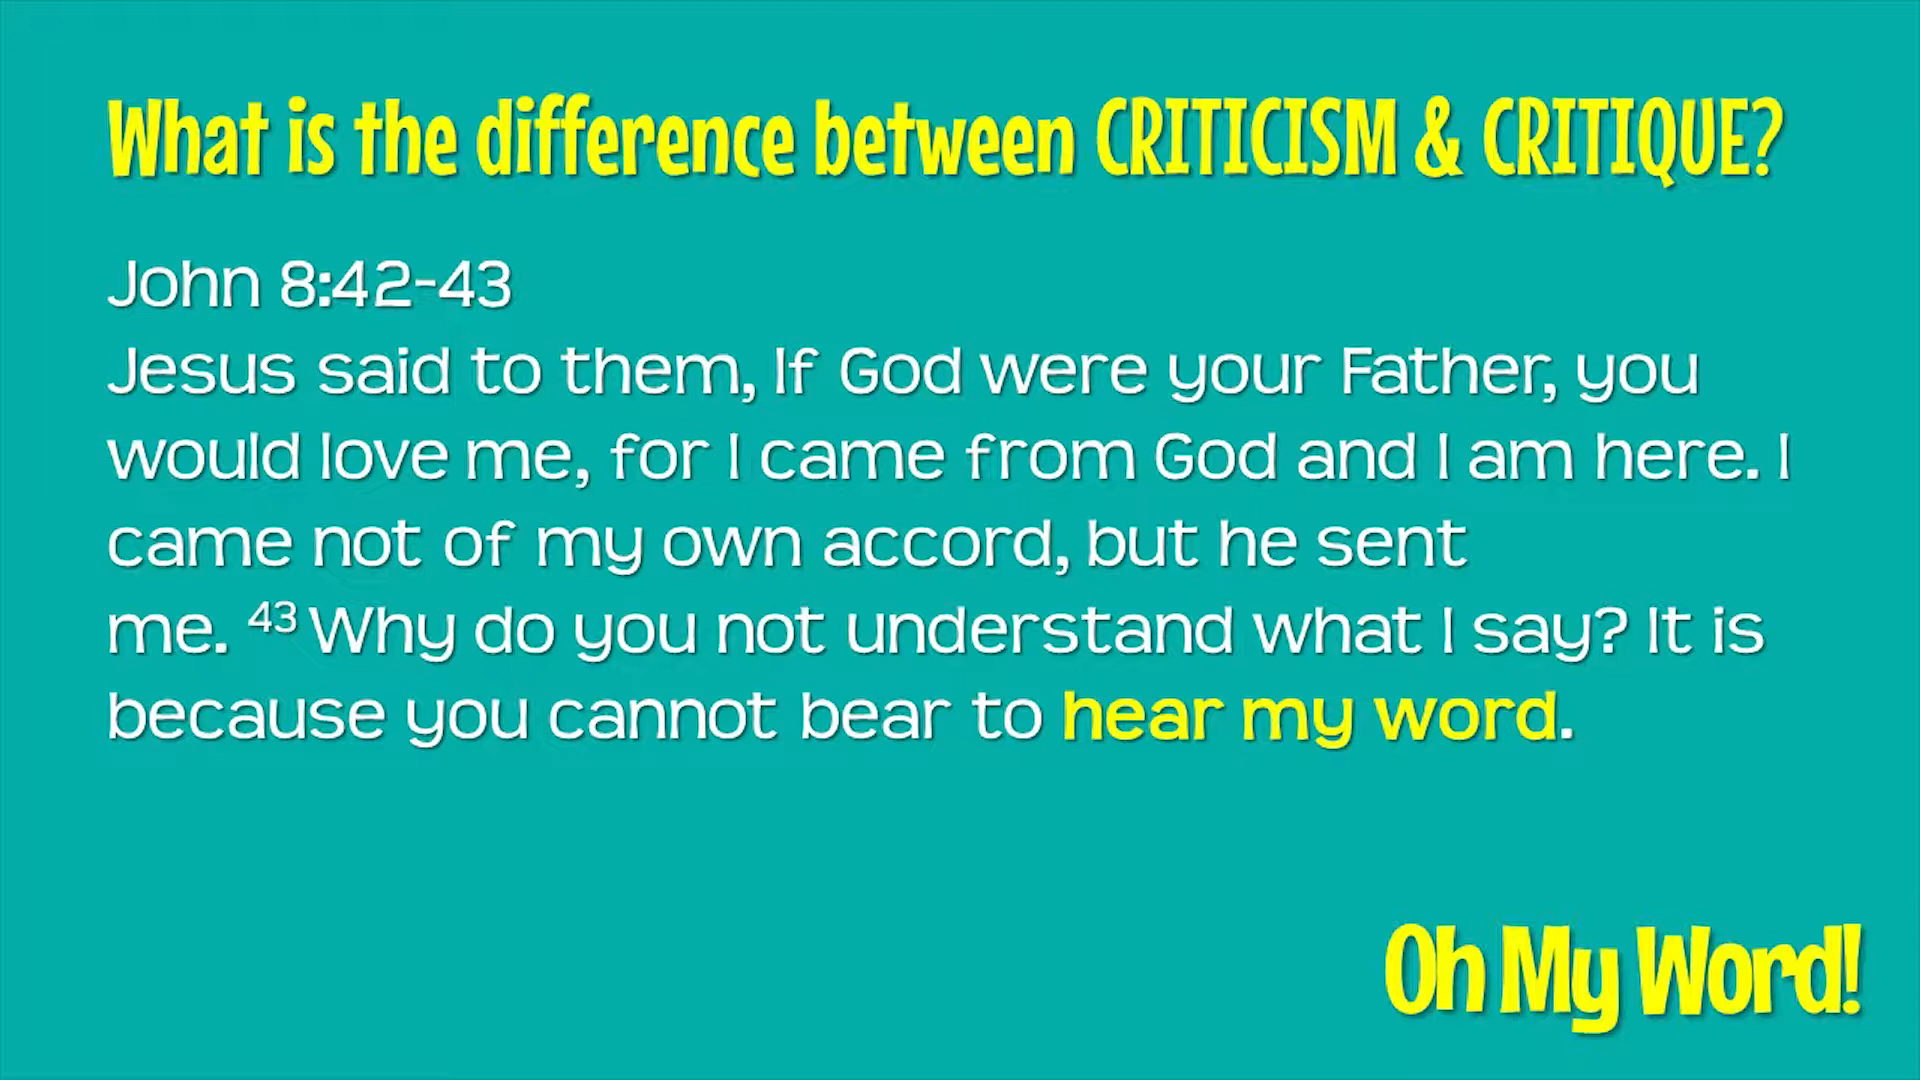 What is the difference between CRITICISM & CRITIQUE?
John 8:42-43
Jesus said to them, If God were your Father, you
would love me, for I came from God and I am here. I
came not of my own accord, but he sent
me. 43 Why do you not understand what I say? It is
because you cannot bear to hear my word.
Oh My Word!